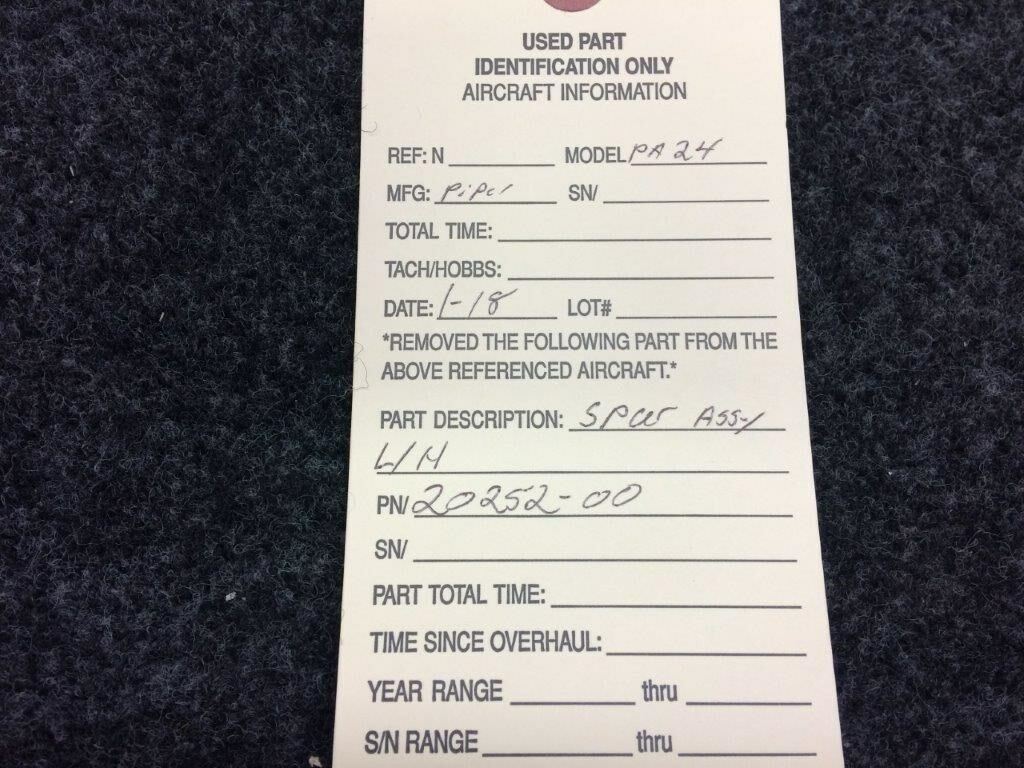 USED PART
IDENTIFICATION ONLY
AIRCRAFT INFORMATION
REF: N MODEL PA 24
MFG: Piper SN/
TOTAL TIME:
TACH/HOBBS:
DATE: 1-18 LOT#
*REMOVED THE FOLLOWING PART FROM THE
ABOVE REFERENCED AIRCRAFT.*
PART DESCRIPTION: Spar Assy
L/H
PN/ 20252-00
SN/
PART TOTAL TIME:
TIME SINCE OVERHAUL:
YEAR RANGE thru
S/N RANGE thru